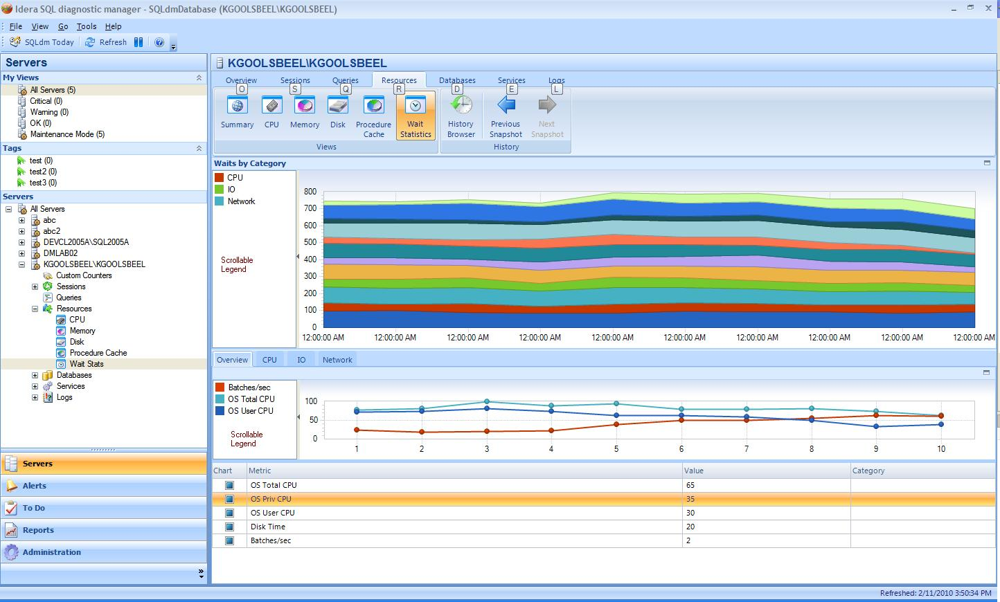 Idera SQL diagnostic manager - SQLdmDatabase (KGOOLSBEEL\KGOOLSBEEL)
File View Go Tools Help
SQLdm Today Refresh
Servers
My Views
All Servers (5)
Critical (0)
Warning (0)
OK (0)
Maintenance Mode (5)
Tags
test (0)
test2 (0)
test3 (0)
Servers
All Servers
abc
abc2
DEVCL2005A\SQL2005A
DMLAB02
KGOOLSBEEL\KGOOLSBEEL
Custom Counters
Sessions
Queries
Resources
CPU
Memory
Disk
Procedure Cache
Wait Stats
Databases
Services
Logs
Servers
Alerts
To Do
Reports
Administration
KGOOLSBEEL\KGOOLSBEEL
Overview Sessions Queries Resources Databases Services Logs
O S Q R D E L
Summary CPU Memory Disk Procedure Cache Wait Statistics
Views
History Browser Previous Snapshot Next Snapshot
History
Waits by Category
CPU
IO
Network
Scrollable
Legend
800
700
600
500
400
300
200
100
0
12:00:00 AM 12:00:00 AM 12:00:00 AM 12:00:00 AM 12:00:00 AM 12:00:00 AM 12:00:00 AM 12:00:00 AM 12:00:00 AM 12:00:00 AM
Overview CPU IO Network
Batches/sec
OS Total CPU
OS User CPU
Scrollable
Legend
100
50
0
1 2 3 4 5 6 7 8 9 10
Chart Metric Value Category
OS Total CPU 65
OS Priv CPU 35
OS User CPU 30
Disk Time 20
Batches/sec 2
Refreshed: 2/11/2010 3:50:34 PM